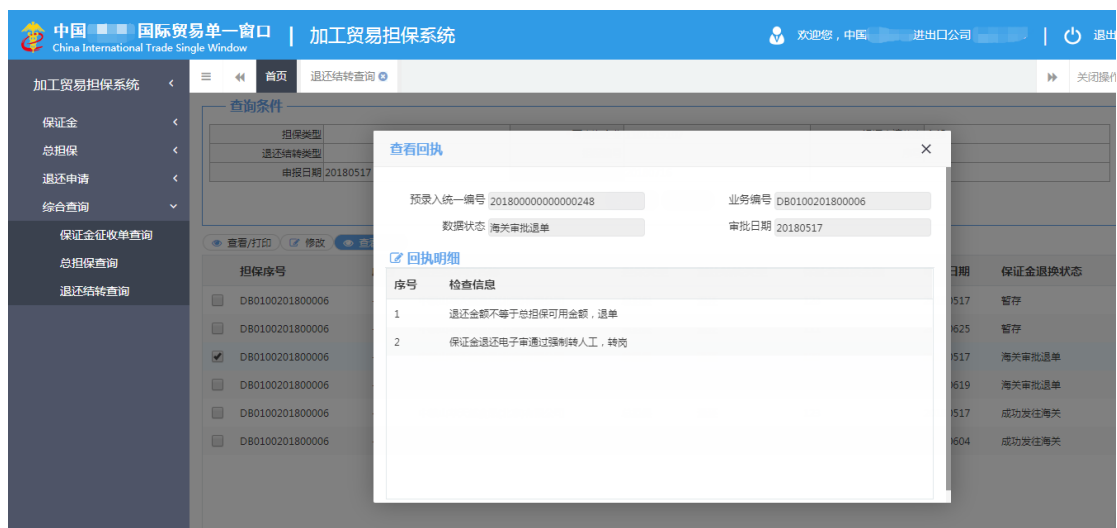 中国 国际贸易单一窗口 | 加工贸易担保系统
China International Trade Single Window
欢迎您，中国 进出口公司 | 退出
加工贸易担保系统
首页 退还结转查询
关闭操作
保证金
总担保
退还申请
综合查询
保证金征收单查询
总担保查询
退还结转查询
查询条件
担保类型
退还结转类型
申报日期 20180517
查看/打印 修改
查看回执
预录入统一编号 201800000000000248 业务编号 DB0100201800006
数据状态 海关审批退单 审批日期 20180517
回执明细
序号 检查信息
1 退还金额不等于总担保可用金额，退单
2 保证金退还电子审通过强制转人工，转岗
担保序号 日期 保证金退换状态
DB0100201800006 0517 暂存
DB0100201800006 0625 暂存
DB0100201800006 0517 海关审批退单
DB0100201800006 0619 海关审批退单
DB0100201800006 0517 成功发往海关
DB0100201800006 0604 成功发往海关